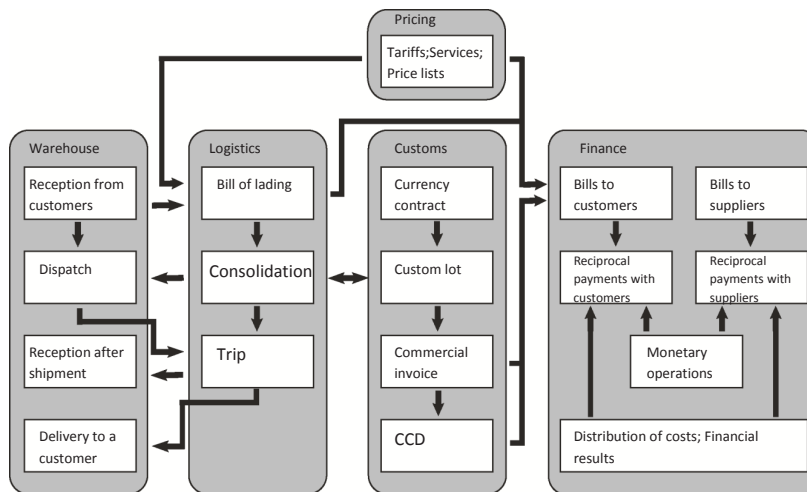 Pricing
Tariffs;Services;
Price lists
Warehouse
Reception from
customers
Dispatch
Reception after
shipment
Delivery to a
customer
Logistics
Bill of lading
Consolidation
Trip
Customs
Currency
contract
Custom lot
Commercial
invoice
CCD
Finance
Bills to
customers
Bills to
suppliers
Reciprocal
payments with
customers
Reciprocal
payments with
suppliers
Monetary
operations
Distribution of costs; Financial
results